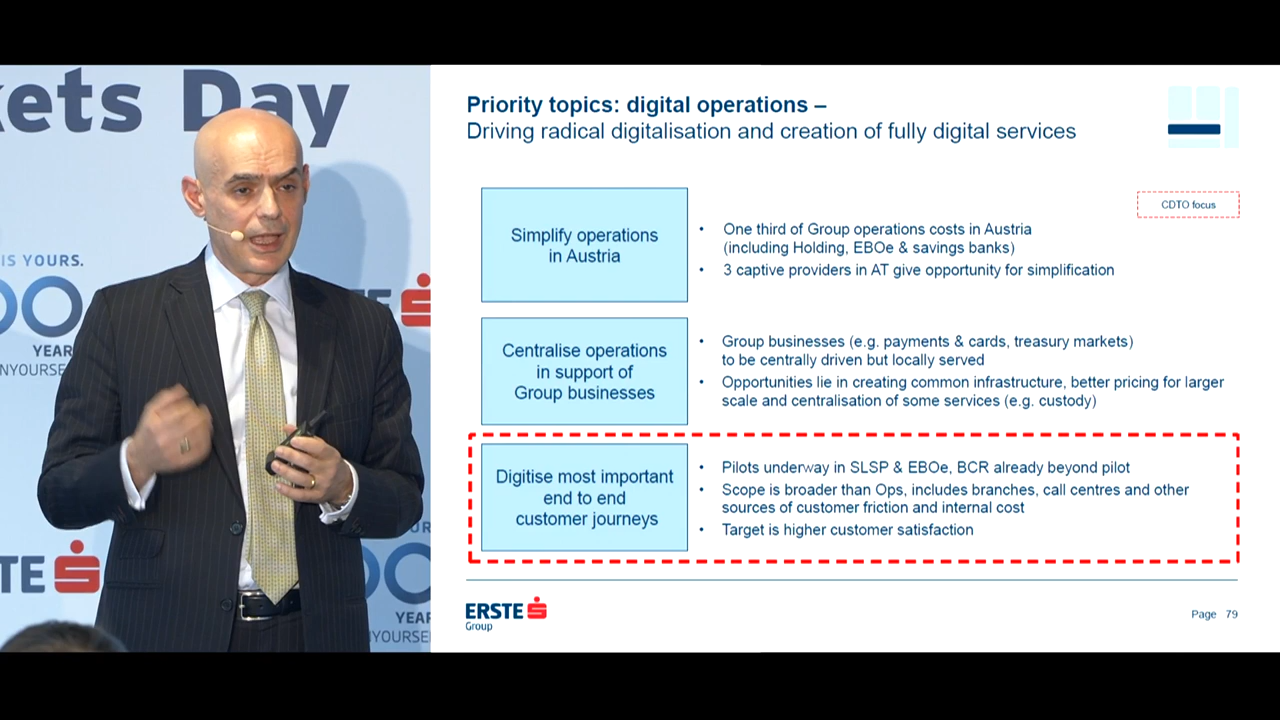 kets Day
IS YOURS.
YEAR
NYOURSE
TE
YEAR
YOURSE
Priority topics: digital operations –
Driving radical digitalisation and creation of fully digital services
CDTO focus
Simplify operations
in Austria
• One third of Group operations costs in Austria
(including Holding, EBOe & savings banks)
• 3 captive providers in AT give opportunity for simplification
Centralise operations
in support of
Group businesses
• Group businesses (e.g. payments & cards, treasury markets)
to be centrally driven but locally served
• Opportunities lie in creating common infrastructure, better pricing for larger
scale and centralisation of some services (e.g. custody)
Digitise most important
end to end
customer journeys
• Pilots underway in SLSP & EBOe, BCR already beyond pilot
• Scope is broader than Ops, includes branches, call centres and other
sources of customer friction and internal cost
• Target is higher customer satisfaction
ERSTE
Group
Page 79